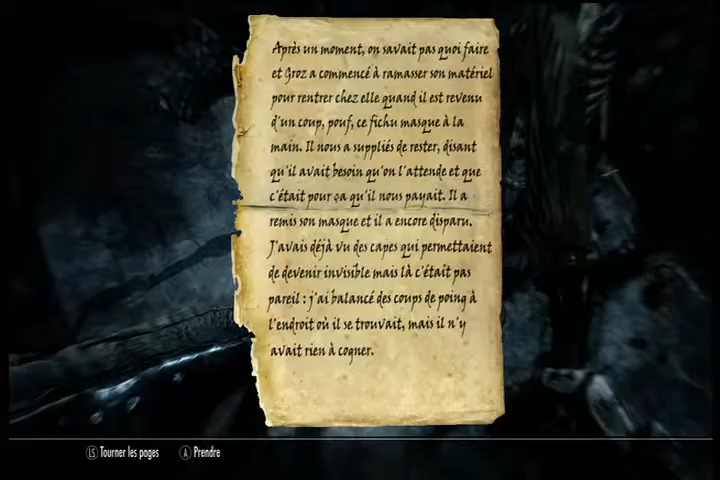 Après un moment, on savait pas quoi faire
et Groz a commencé à ramasser son matériel
pour rentrer chez elle quand il est revenu
d'un coup, pouf, ce fichu masque à la
main. Il nous a suppliés de rester, disant
qu'il avait besoin qu'on l'attende et que
c'était pour ça qu'il nous payait. Il a
remis son masque et il a encore disparu.
J'avais déjà vu des capes qui permettaient
de devenir invisible mais là c'était pas
pareil : j'ai balancé des coups de poing à
l'endroit où il se trouvait, mais il n'y
avait rien à cogner.
LS Tourner les pages
A Prendre